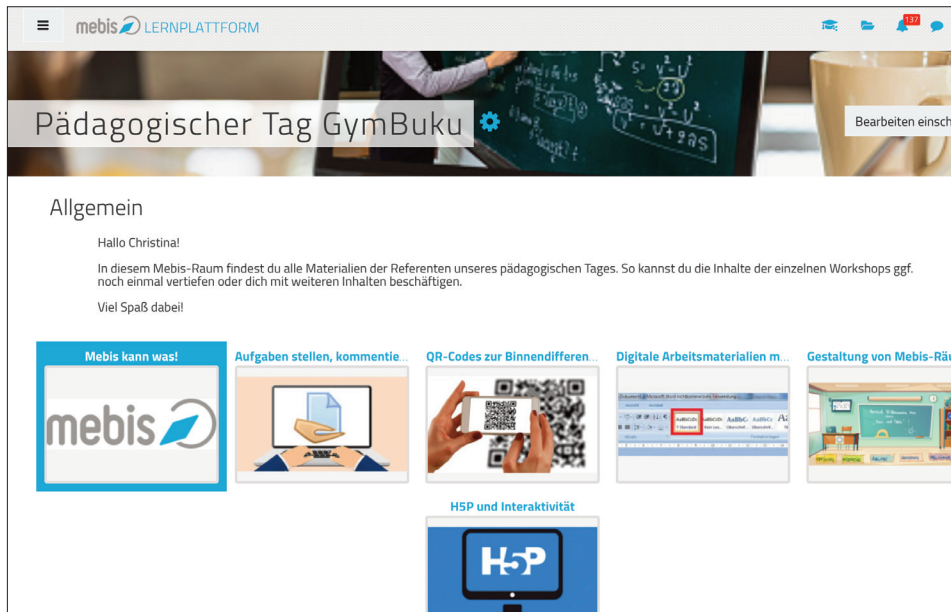 mebis LERNPLATTFORM
137
Pädagogischer Tag GymBuku
Bearbeiten einsch
Allgemein
Hallo Christina!
In diesem Mebis-Raum findest du alle Materialien der Referenten unseres pädagogischen Tages. So kannst du die Inhalte der einzelnen Workshops ggf.
noch einmal vertiefen oder dich mit weiteren Inhalten beschäftigen.
Viel Spaß dabei!
Mebis kann was!
Aufgaben stellen, kommentie...
QR-Codes zur Binnendifferen...
Digitale Arbeitsmaterialien m...
Gestaltung von Mebis-Räu
mebis
H5P und Interaktivität
H5P